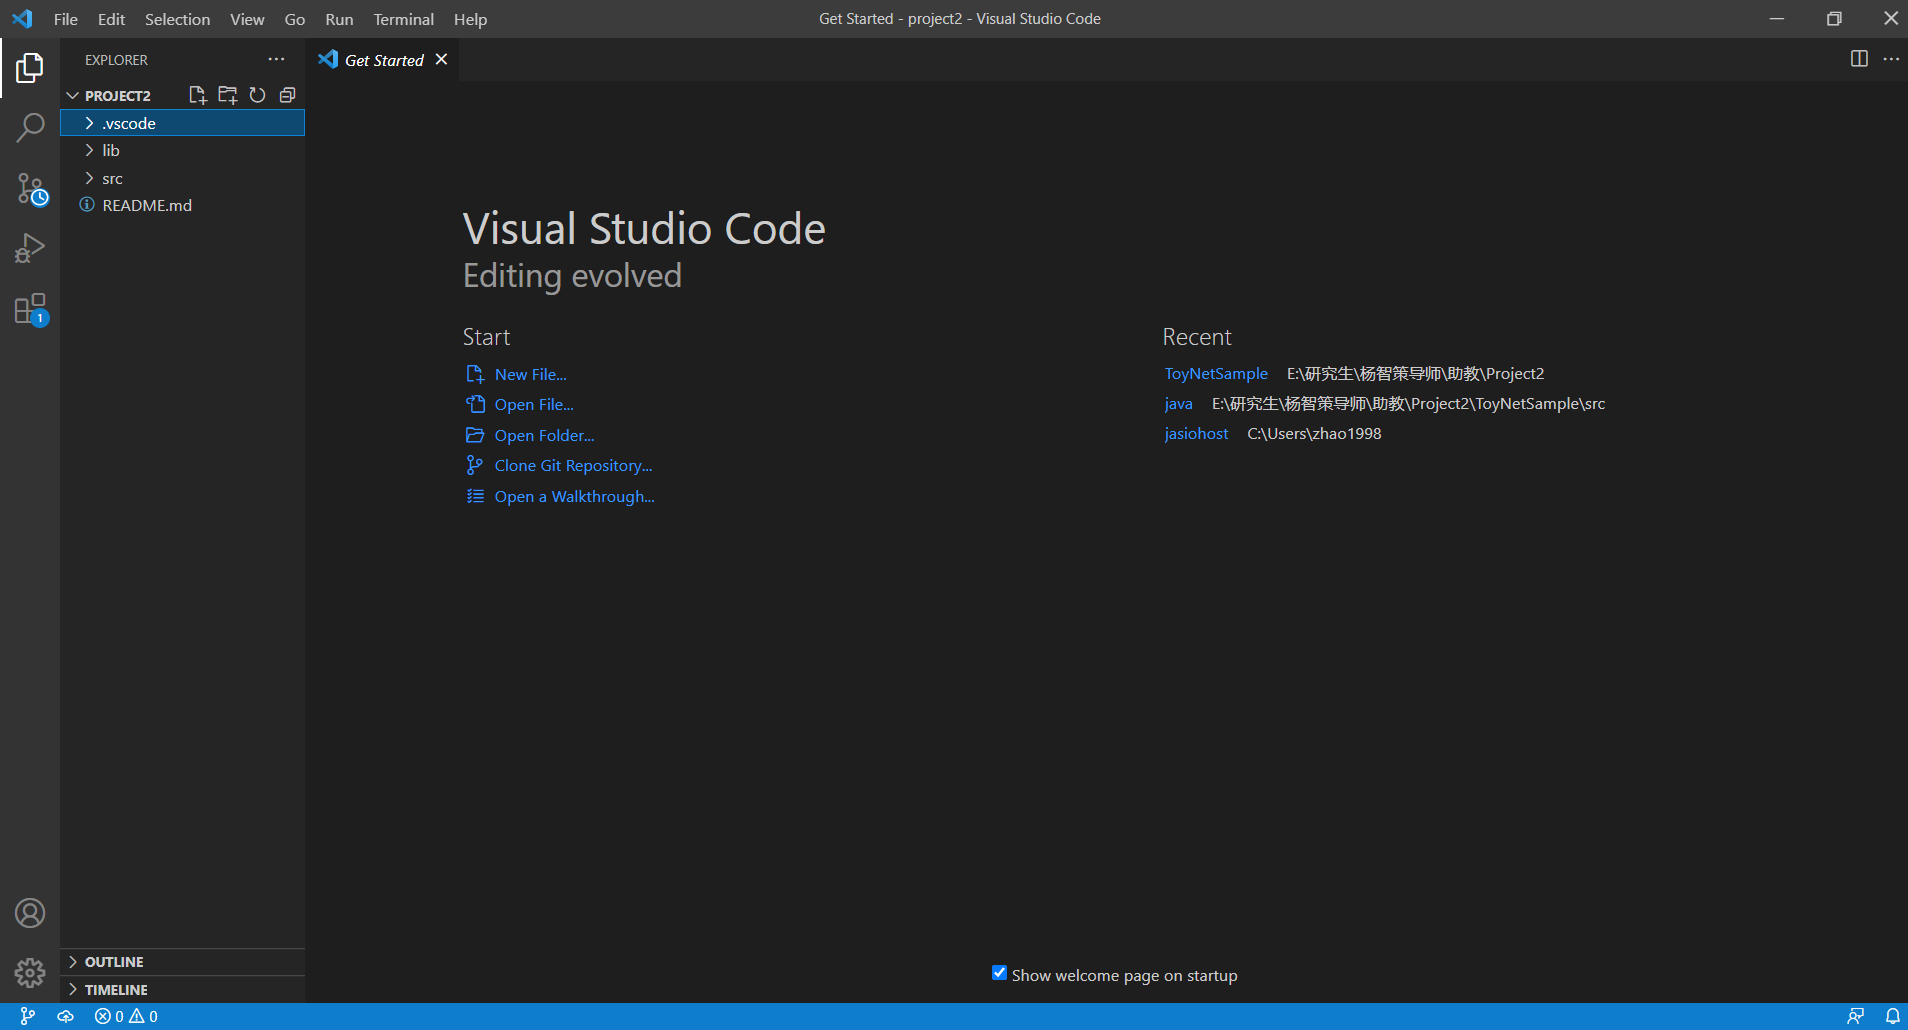 File Edit Selection View Go Run Terminal Help
Get Started - project2 - Visual Studio Code
EXPLORER
Get Started
PROJECT2
.vscode
lib
src
README.md
1
Visual Studio Code
Editing evolved
Start
New File...
Open File...
Open Folder...
Clone Git Repository...
Open a Walkthrough...
Recent
ToyNetSample E:\研究生\杨智策导师\助教\Project2
java E:\研究生\杨智策导师\助教\Project2\ToyNetSample\src
jasiohost C:\Users\zhao1998
Show welcome page on startup
OUTLINE
TIMELINE
0 0